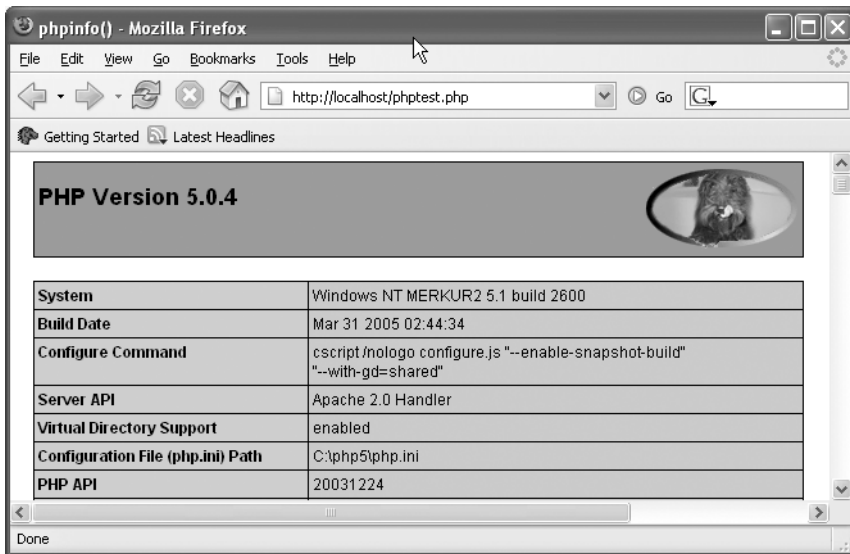 phpinfo() - Mozilla Firefox
File Edit View Go Bookmarks Tools Help
http://localhost/phptest.php Go G
Getting Started Latest Headlines
PHP Version 5.0.4
System Windows NT MERKUR2 5.1 build 2600
Build Date Mar 31 2005 02:44:34
Configure Command cscript /nologo configure.js "--enable-snapshot-build"
"--with-gd=shared"
Server API Apache 2.0 Handler
Virtual Directory Support enabled
Configuration File (php.ini) Path C:\php5\php.ini
PHP API 20031224
Done